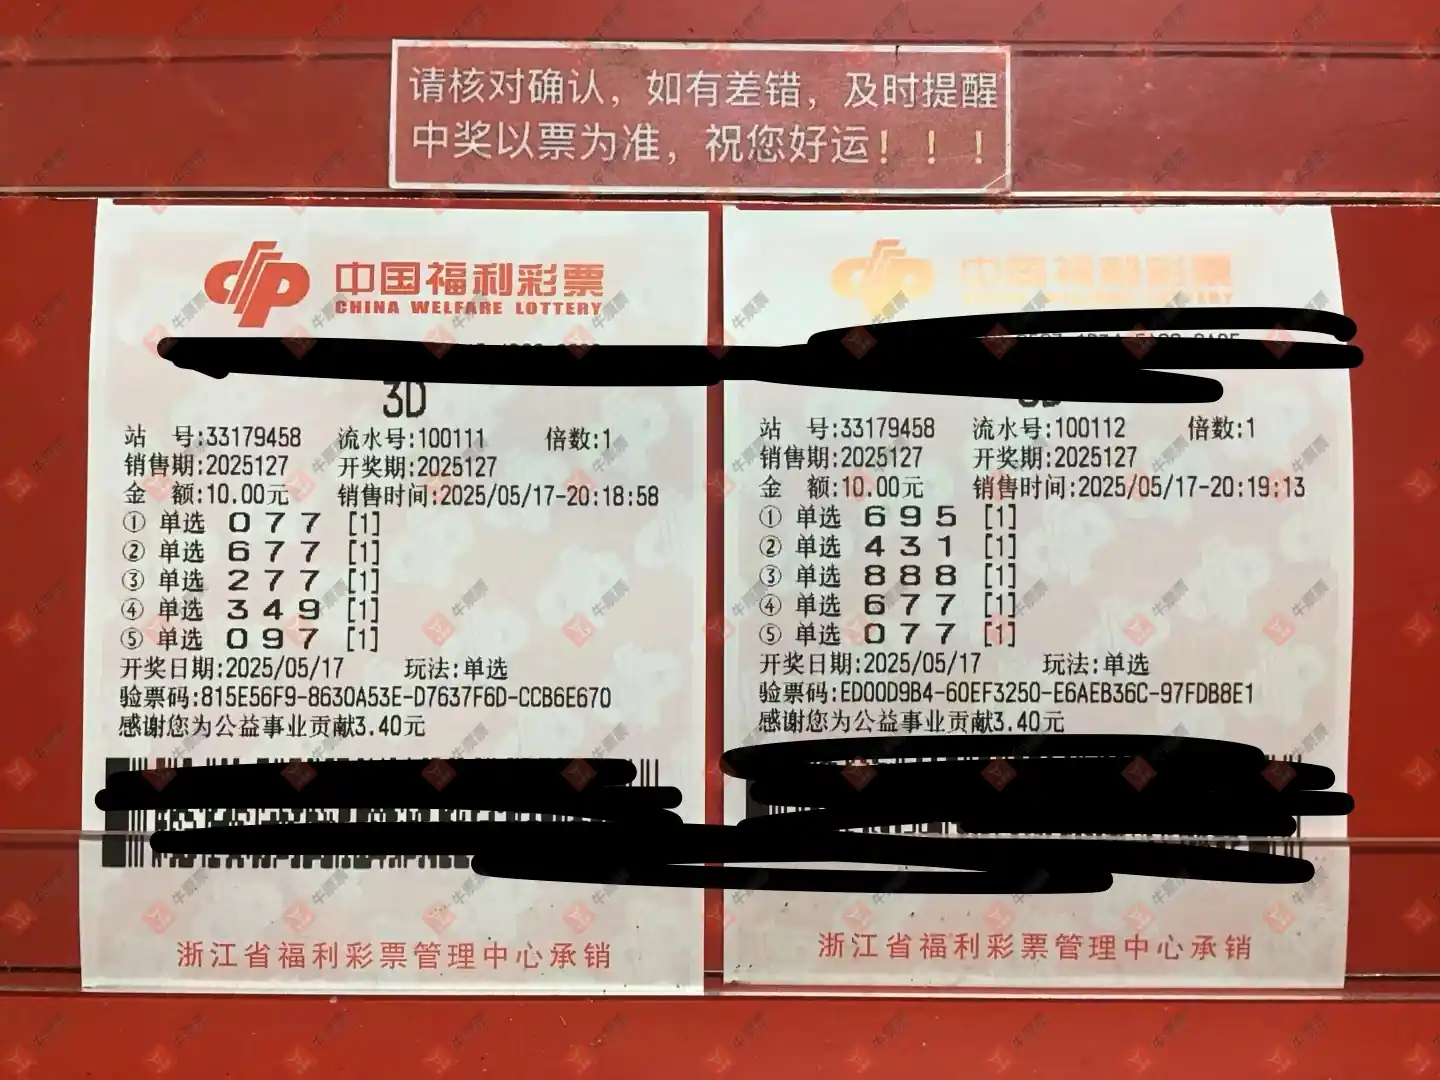 请核对确认，如有差错，及时提醒
中奖以票为准，祝您好运！！！
中国福利彩票
CHINA WELFARE LOTTERY
3D
站 号:33179458 流水号:100111 倍数:1
销售期:2025127 开奖期:2025127
金 额:10.00元 销售时间:2025/05/17-20:18:58
① 单选 0 7 7 [1]
② 单选 6 7 7 [1]
③ 单选 2 7 7 [1]
④ 单选 3 4 9 [1]
⑤ 单选 0 9 7 [1]
开奖日期:2025/05/17 玩法:单选
验票码:815E56F9-8630A53E-D7637F6D-CCB6E670
感谢您为公益事业贡献3.40元
浙江省福利彩票管理中心承销
中国福利彩票
站 号:33179458 流水号:100112 倍数:1
销售期:2025127 开奖期:2025127
金 额:10.00元 销售时间:2025/05/17-20:19:13
① 单选 6 9 5 [1]
② 单选 4 3 1 [1]
③ 单选 8 8 8 [1]
④ 单选 6 7 7 [1]
⑤ 单选 0 7 7 [1]
开奖日期:2025/05/17 玩法:单选
验票码:ED00D9B4-60EF3250-E6AEB36C-97FDB8E1
感谢您为公益事业贡献3.40元
浙江省福利彩票管理中心承销
牛票票